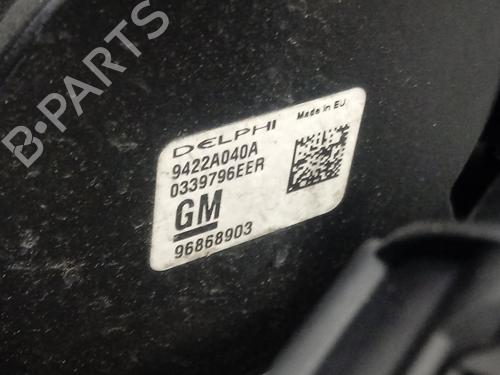 B-PARTS
DELPHI
Made in EU
9422A040A
0339796EER
GM
96868903